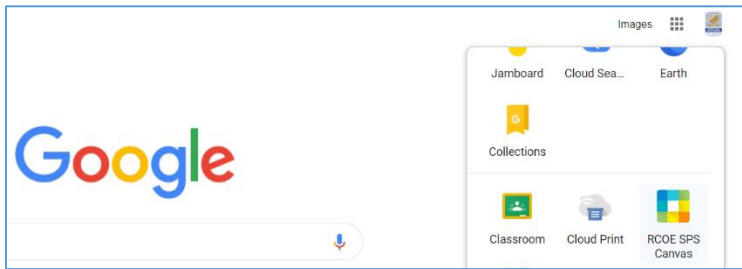 Images
Jamboard Cloud Sea... Earth
G
Collections
Google
Classroom Cloud Print RCOE SPS
Canvas